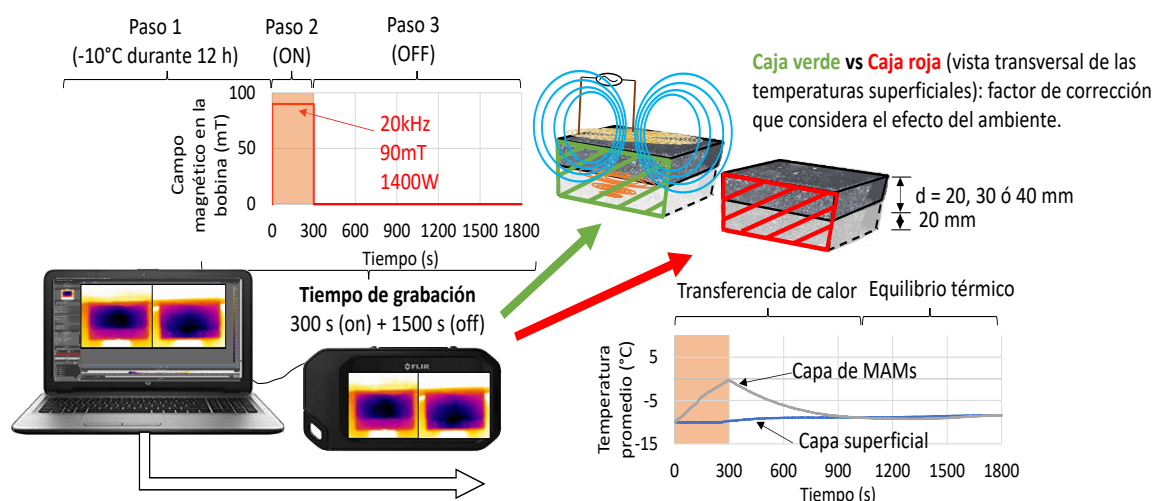 Paso 1
(-10°C durante 12 h)
Paso 2
(ON)
Paso 3
(OFF)
Campo
magnético en la
bobina (mT)
100
50
0
20kHz
90mT
1400W
0 300 600 900 1200 1500 1800
Tiempo (s)
Tiempo de grabación
300 s (on) + 1500 s (off)
FLIR
Caja verde vs Caja roja (vista transversal de las
temperaturas superficiales): factor de corrección
que considera el efecto del ambiente.
d = 20, 30 ó 40 mm
20 mm
Transferencia de calor
Equilibrio térmico
Temperatura
promedio (°C)
5
-5
-15
Capa de MAMs
Capa superficial
0 300 600 900 1200 1500 1800
Tiempo (s)